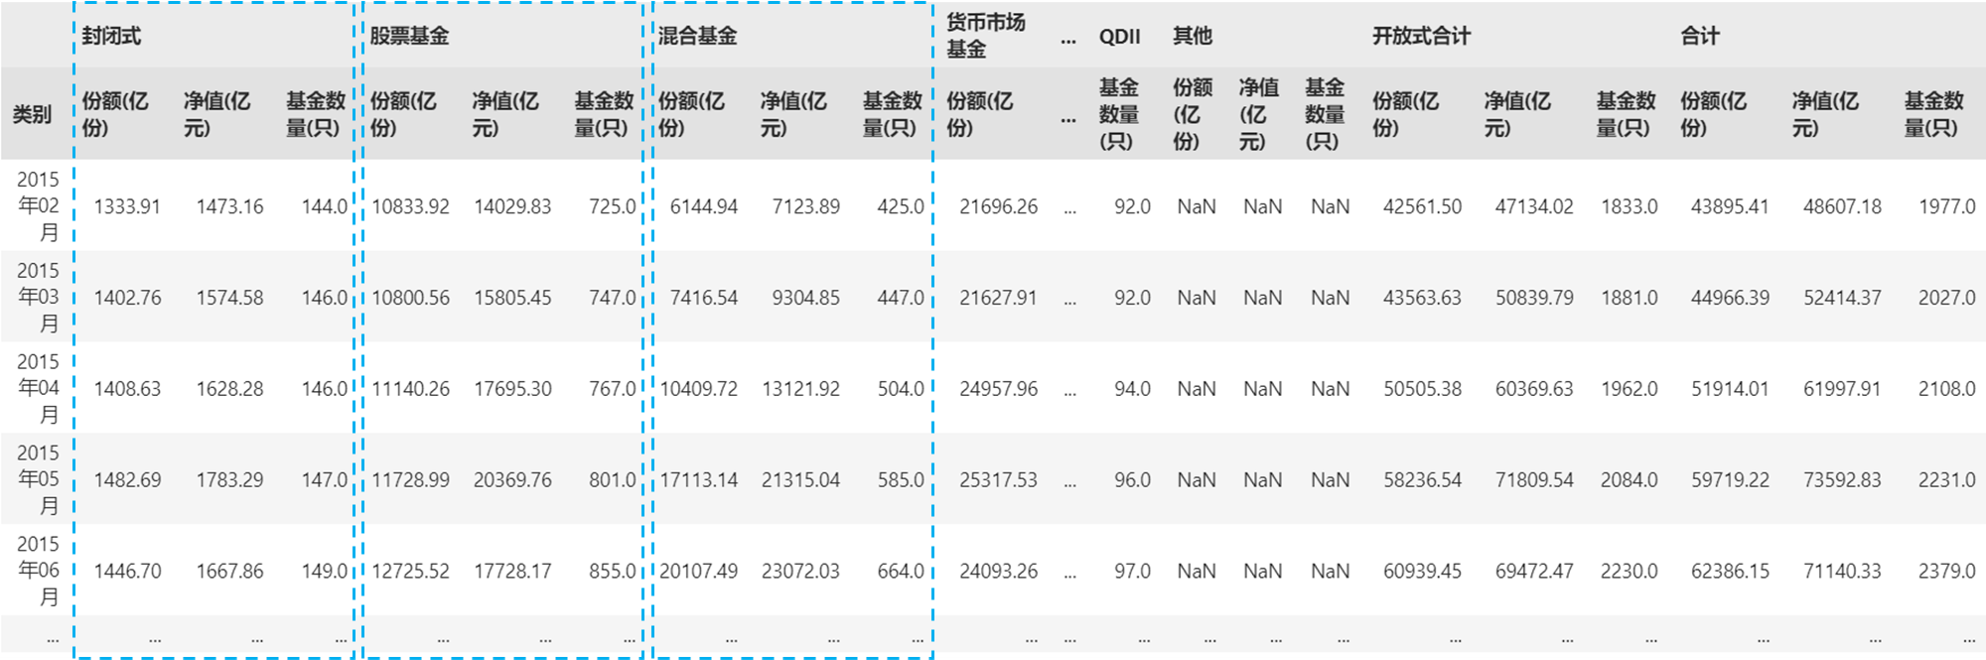 封闭式 股票基金 混合基金 货币市场基金 ... QDII 其他 开放式合计 合计
类别 份额(亿份) 净值(亿元) 基金数量(只) 份额(亿份) 净值(亿元) 基金数量(只) 份额(亿份) 净值(亿元) 基金数量(只) 份额(亿份) ... 基金数量(只) 份额(亿份) 净值(亿元) 基金数量(只) 份额(亿份) 净值(亿元) 基金数量(只) 份额(亿份) 净值(亿元) 基金数量(只)
2015年02月 1333.91 1473.16 144.0 10833.92 14029.83 725.0 6144.94 7123.89 425.0 21696.26 ... 92.0 NaN NaN NaN 42561.50 47134.02 1833.0 43895.41 48607.18 1977.0
2015年03月 1402.76 1574.58 146.0 10800.56 15805.45 747.0 7416.54 9304.85 447.0 21627.91 ... 92.0 NaN NaN NaN 43563.63 50839.79 1881.0 44966.39 52414.37 2027.0
2015年04月 1408.63 1628.28 146.0 11140.26 17695.30 767.0 10409.72 13121.92 504.0 24957.96 ... 94.0 NaN NaN NaN 50505.38 60369.63 1962.0 51914.01 61997.91 2108.0
2015年05月 1482.69 1783.29 147.0 11728.99 20369.76 801.0 17113.14 21315.04 585.0 25317.53 ... 96.0 NaN NaN NaN 58236.54 71809.54 2084.0 59719.22 73592.83 2231.0
2015年06月 1446.70 1667.86 149.0 12725.52 17728.17 855.0 20107.49 23072.03 664.0 24093.26 ... 97.0 NaN NaN NaN 60939.45 69472.47 2230.0 62386.15 71140.33 2379.0
... ... ... ... ... ... ... ... ... ... ... ... ... ... ... ... ... ... ... ... ... ...